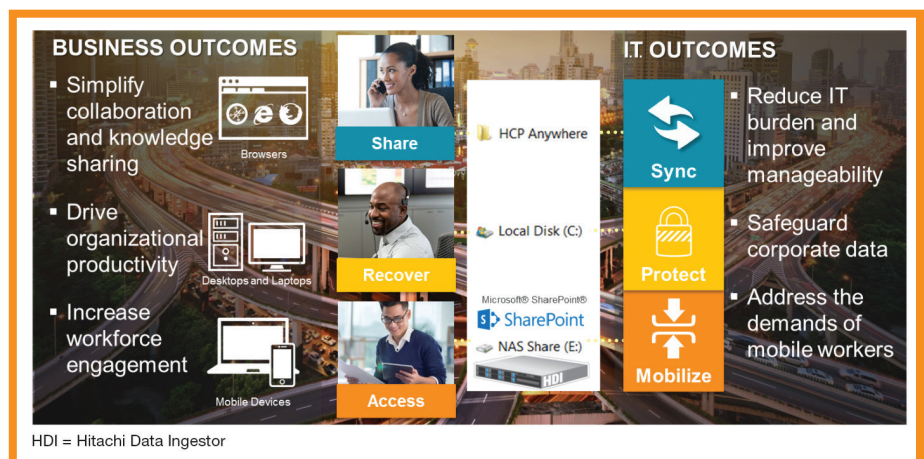 BUSINESS OUTCOMES
▪ Simplify
collaboration
and knowledge
sharing
▪ Drive
organizational
productivity
▪ Increase
workforce
engagement
Browsers
Desktops and Laptops
Mobile Devices
Share
Recover
Access
HCP Anywhere
Local Disk (C:)
Microsoft® SharePoint®
S SharePoint
NAS Share (E:)
HDI
I.T. OUTCOMES
Sync
Protect
Mobilize
▪ Reduce IT
burden and
improve
manageability
▪ Safeguard
corporate data
▪ Address the
demands of
mobile workers
HDI = Hitachi Data Ingestor